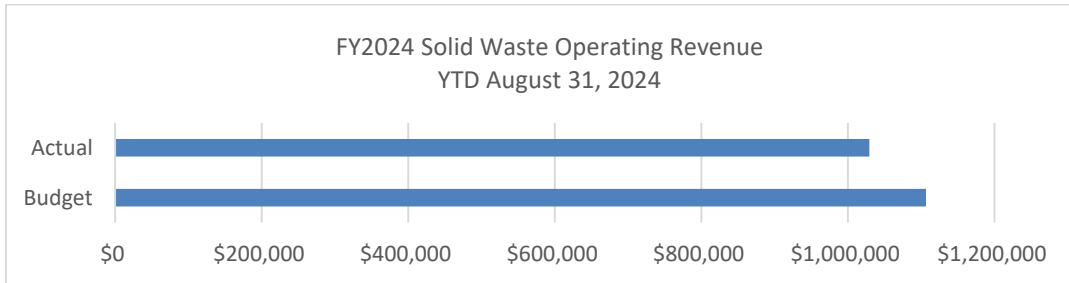 FY2024 Solid Waste Operating Revenue
YTD August 31, 2024
Actual
Budget
$0 $200,000 $400,000 $600,000 $800,000 $1,000,000 $1,200,000